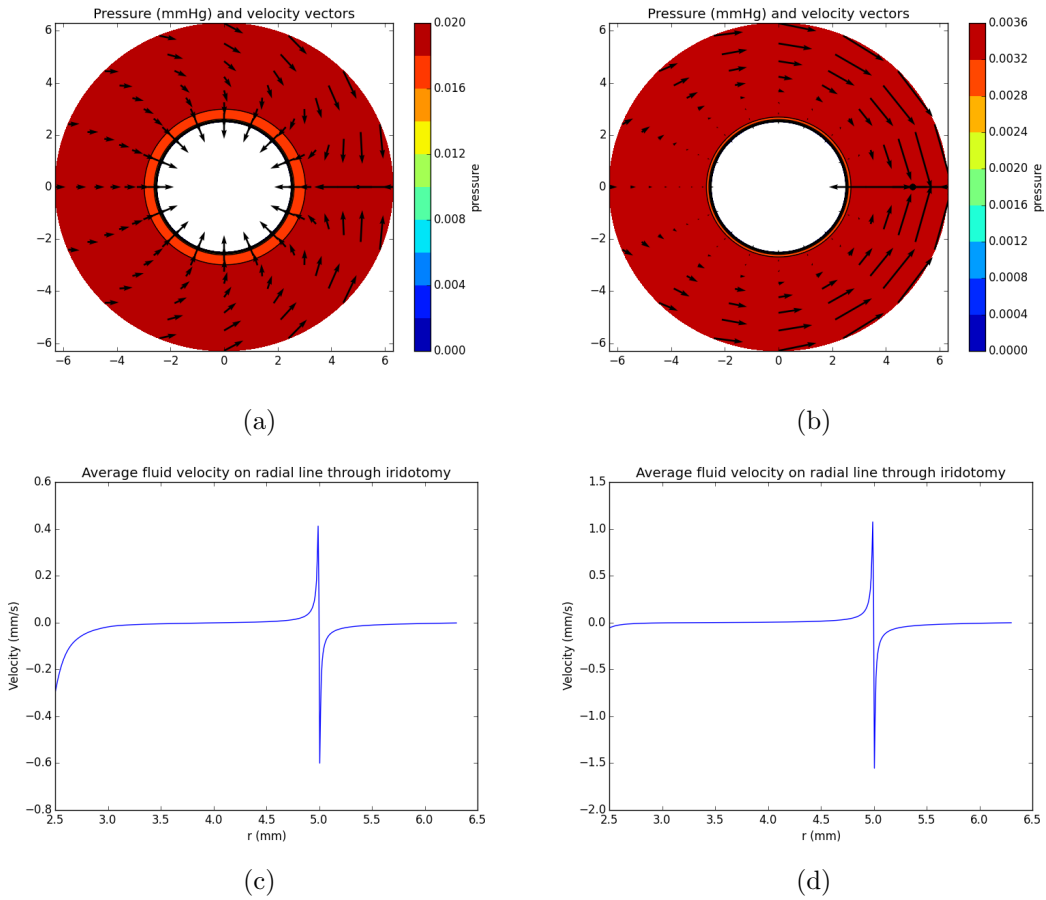 Pressure (mmHg) and velocity vectors
6
4
2
0
−2
−4
−6
−6 −4 −2 0 2 4 6
0.020
0.016
0.012
0.008
0.004
0.000
pressure
(a)
Pressure (mmHg) and velocity vectors
6
4
2
0
−2
−4
−6
−6 −4 −2 0 2 4 6
0.0036
0.0032
0.0028
0.0024
0.0020
0.0016
0.0012
0.0008
0.0004
0.0000
pressure
(b)
Average fluid velocity on radial line through iridotomy
0.6
0.4
0.2
0.0
−0.2
−0.4
−0.6
−0.8
Velocity (mm/s)
2.5 3.0 3.5 4.0 4.5 5.0 5.5 6.0 6.5
r (mm)
(c)
Average fluid velocity on radial line through iridotomy
1.5
1.0
0.5
0.0
−0.5
−1.0
−1.5
−2.0
Velocity (mm/s)
2.5 3.0 3.5 4.0 4.5 5.0 5.5 6.0 6.5
r (mm)
(d)